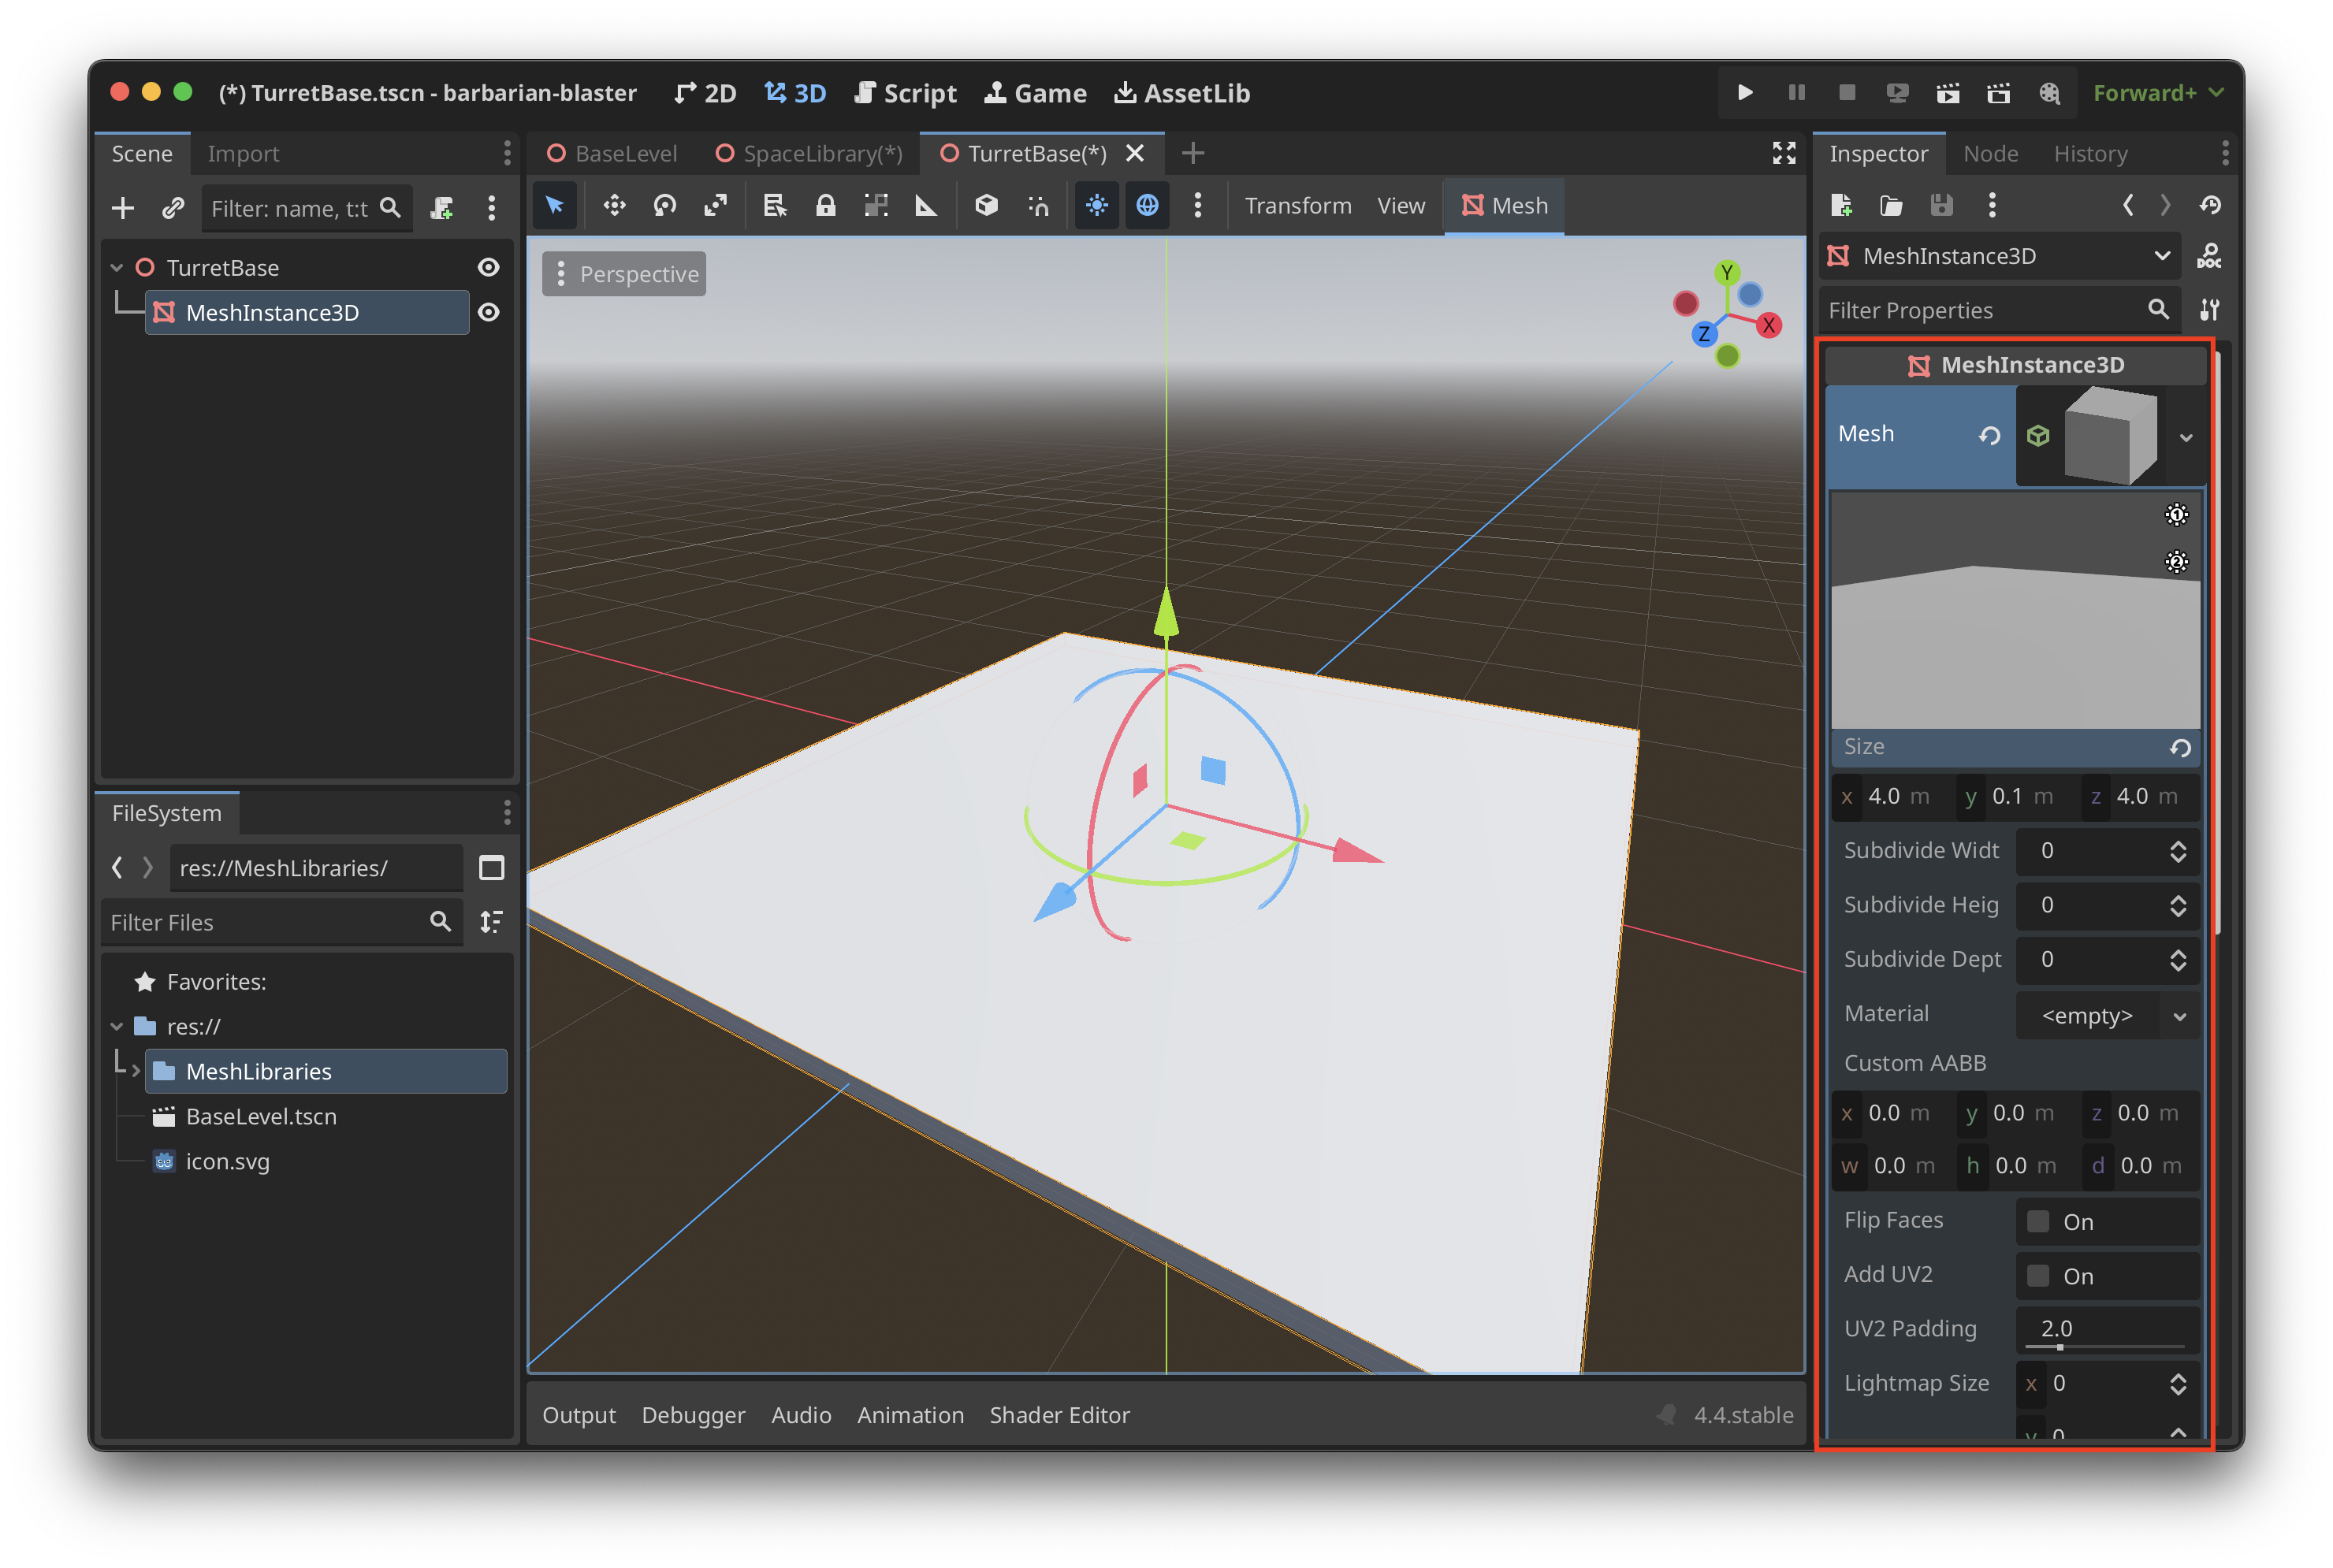 (*) TurretBase.tscn - barbarian-blaster
2D
3D
Script
Game
AssetLib
Forward+
Scene
Import
Filter: name, t:t
TurretBase
MeshInstance3D
FileSystem
res://MeshLibraries/
Filter Files
Favorites:
res://
MeshLibraries
BaseLevel.tscn
icon.svg
BaseLevel
SpaceLibrary(*)
TurretBase(*)
Transform
View
Mesh
Perspective
Y
X
Z
Output
Debugger
Audio
Animation
Shader Editor
4.4.stable
Inspector
Node
History
MeshInstance3D
DOC
Filter Properties
MeshInstance3D
Mesh
1
2
Size
x 4.0 m y 0.1 m z 4.0 m
Subdivide Widt 0
Subdivide Heig 0
Subdivide Dept 0
Material <empty>
Custom AABB
x 0.0 m y 0.0 m z 0.0 m
w 0.0 m h 0.0 m d 0.0 m
Flip Faces On
Add UV2 On
UV2 Padding 2.0
Lightmap Size x 0
y 0